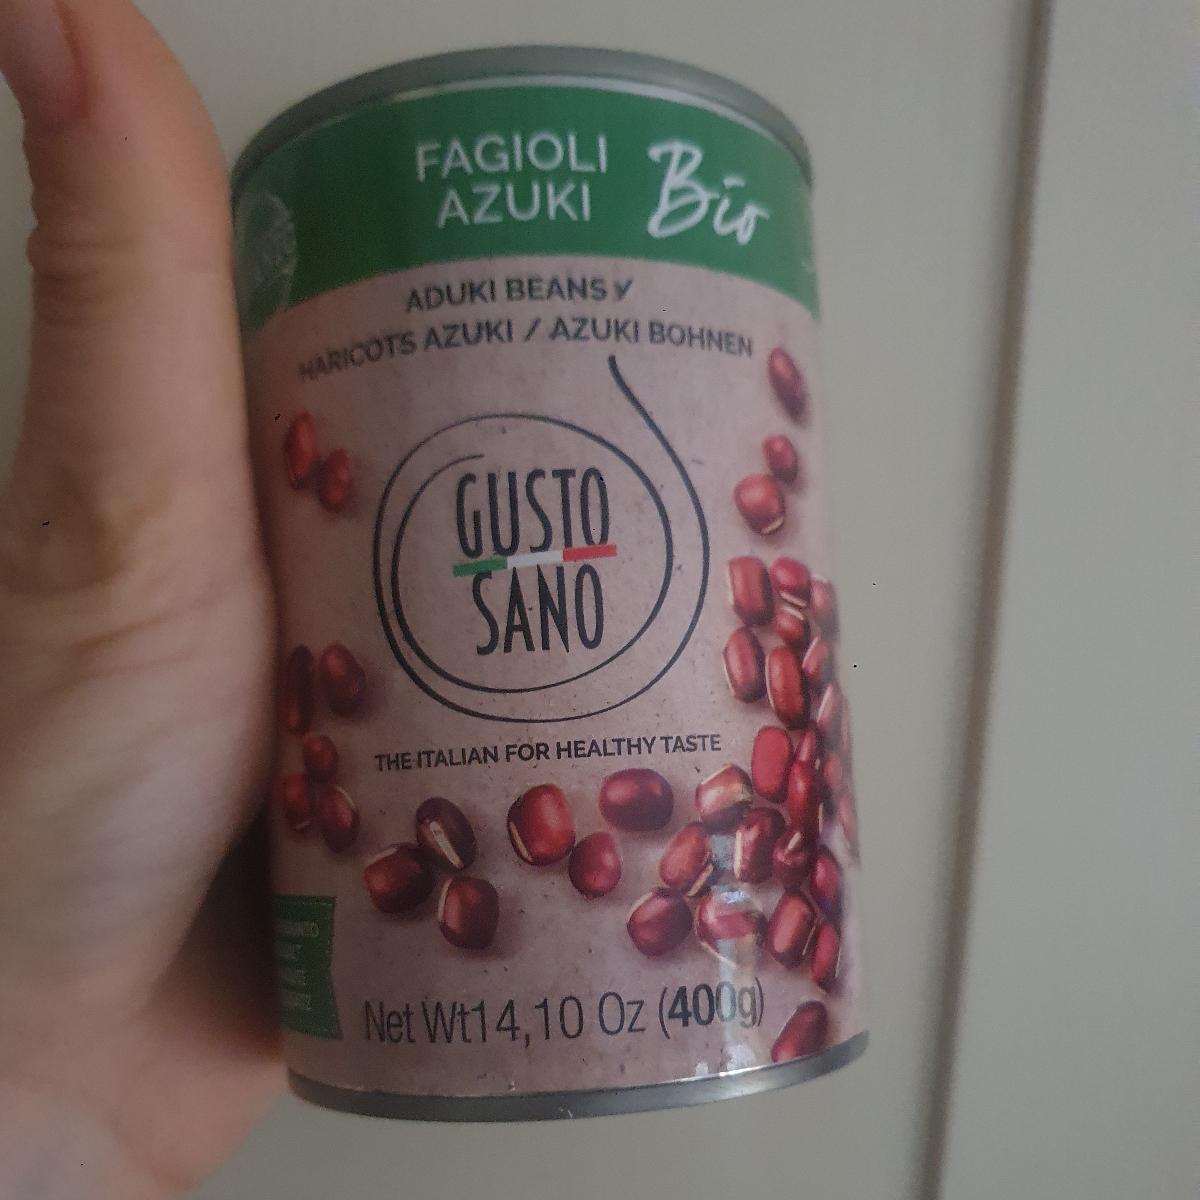 FAGIOLI
AZUKI
Bio
ADUKI BEANS
HARICOTS AZUKI / AZUKI BOHNEN
GUSTO
SANO
THE ITALIAN FOR HEALTHY TASTE
Net Wt14,10 Oz (400g)